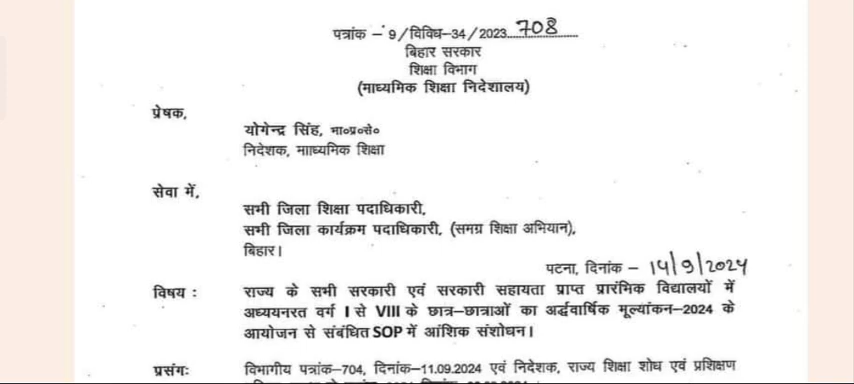 पत्रांक – 9/विविध–34/2023...708
बिहार सरकार
शिक्षा विभाग
(माध्यमिक शिक्षा निदेशालय)
प्रेषक,
योगेन्द्र सिंह, भा०प्र०से०
निदेशक, मााध्यमिक शिक्षा
सेवा में,
सभी जिला शिक्षा पदाधिकारी,
सभी जिला कार्यक्रम पदाधिकारी, (समग्र शिक्षा अभियान),
बिहार।
पटना, दिनांक – 14/9/2024
विषय : राज्य के सभी सरकारी एवं सरकारी सहायता प्राप्त प्रारंमिक विद्यालयों में
अध्ययनरत वर्ग I से VIII के छात्र–छात्राओं का अर्द्धवार्षिक मूल्यांकन–2024 के
आयोजन से संबंधित SOP में आंशिक संशोधन।
प्रसंगः विभागीय पत्रांक–704, दिनांक–11.09.2024 एवं निदेशक, राज्य शिक्षा शोध एवं प्रशिक्षण